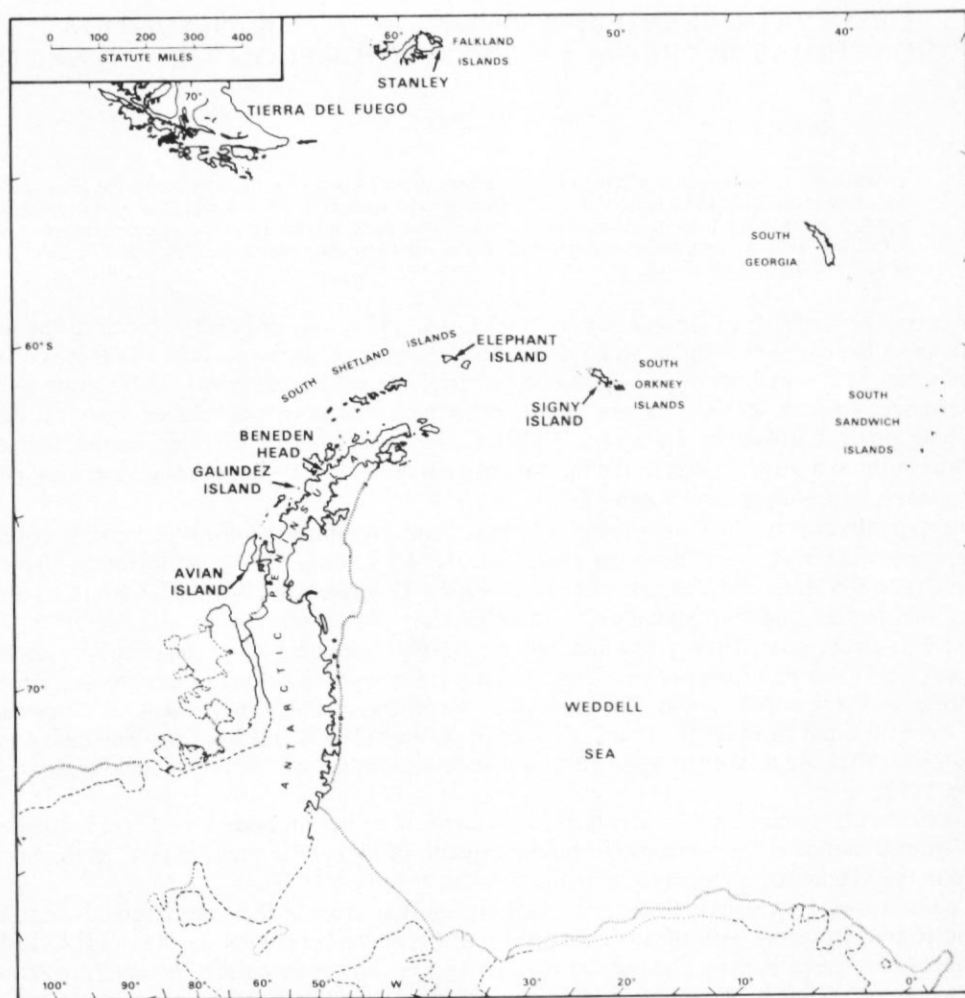 0 200 400
STATUTE MILES
60°
50°
40°
FALKLAND
ISLANDS
STANLEY
70°
TIERRA DEL FUEGO
SOUTH
GEORGIA
60°S
SOUTH SHETLAND ISLANDS
ELEPHANT
ISLAND
SOUTH
ORKNEY
ISLANDS
SIGNY
ISLAND
SOUTH
SANDWICH
ISLANDS
BENEDEN
HEAD
GALINDEZ
ISLAND
AVIAN
ISLAND
ANTARCTIC PENINSULA
70°
WEDDELL
SEA
100° 90° 80° 70° 60° 50° W 40° 30° 20° 10° 0°